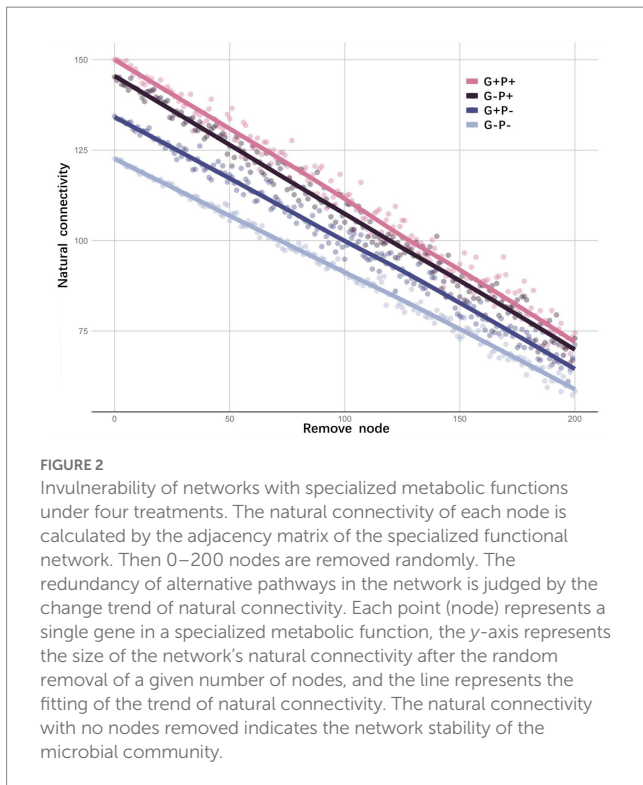 150
125
100
75
Natural connectivity
G+P+
G-P+
G+P-
G-P-
0
50
100
150
200
Remove node
FIGURE 2
Invulnerability of networks with specialized metabolic functions
under four treatments. The natural connectivity of each node is
calculated by the adjacency matrix of the specialized functional
network. Then 0–200 nodes are removed randomly. The
redundancy of alternative pathways in the network is judged by the
change trend of natural connectivity. Each point (node) represents a
single gene in a specialized metabolic function, the y-axis represents
the size of the network’s natural connectivity after the random
removal of a given number of nodes, and the line represents the
fitting of the trend of natural connectivity. The natural connectivity
with no nodes removed indicates the network stability of the
microbial community.